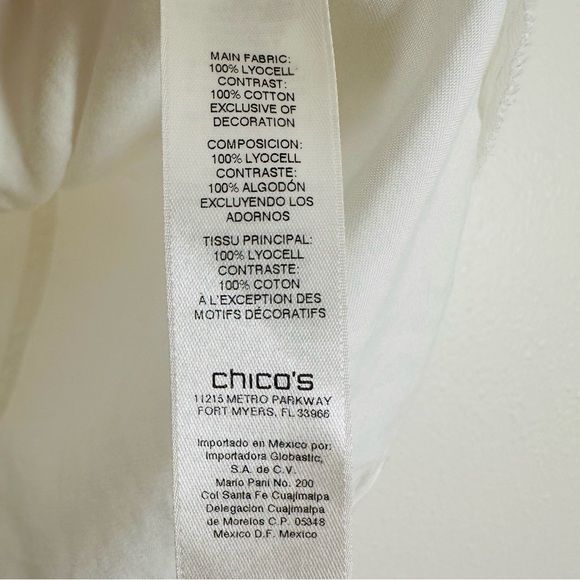 MAIN FABRIC:
100% LYOCELL
CONTRAST:
100% COTTON
EXCLUSIVE OF
DECORATION
COMPOSICION:
100% LYOCELL
CONTRASTE:
100% ALGODÓN
EXCLUYENDO LOS
ADORNOS
TISSU PRINCIPAL:
100% LYOCELL
CONTRASTE:
100% COTON
À L'EXCEPTION DES
MOTIFS DÉCORATIFS
chico's
11215 METRO PARKWAY
FORT MYERS, FL 33966
Importado en México por:
Importadora Globastic,
S.A. de C.V.
Mario Pani No. 200
Col Santa Fe Cuajimalpa
Delegacion Cuajimalpa
de Morelos C.P. 05348
México D.F. Mexico